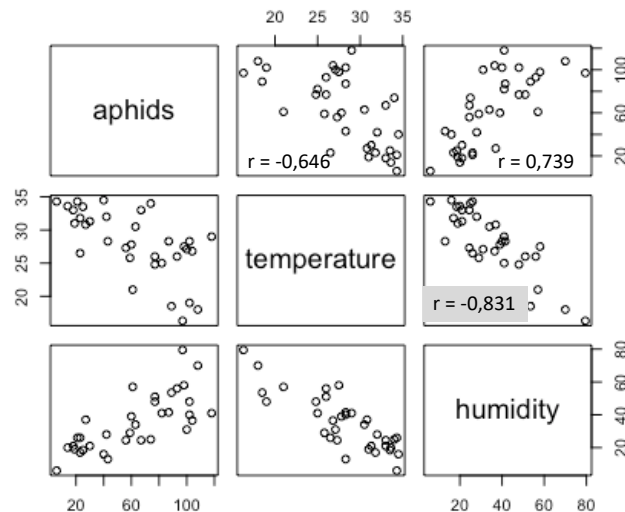 20 25 30 35
aphids
r = -0,646
r = 0,739
20 60 100
20 25 30 35
temperature
r = -0,831
humidity
20 40 60 80
20 60 100
20 40 60 80